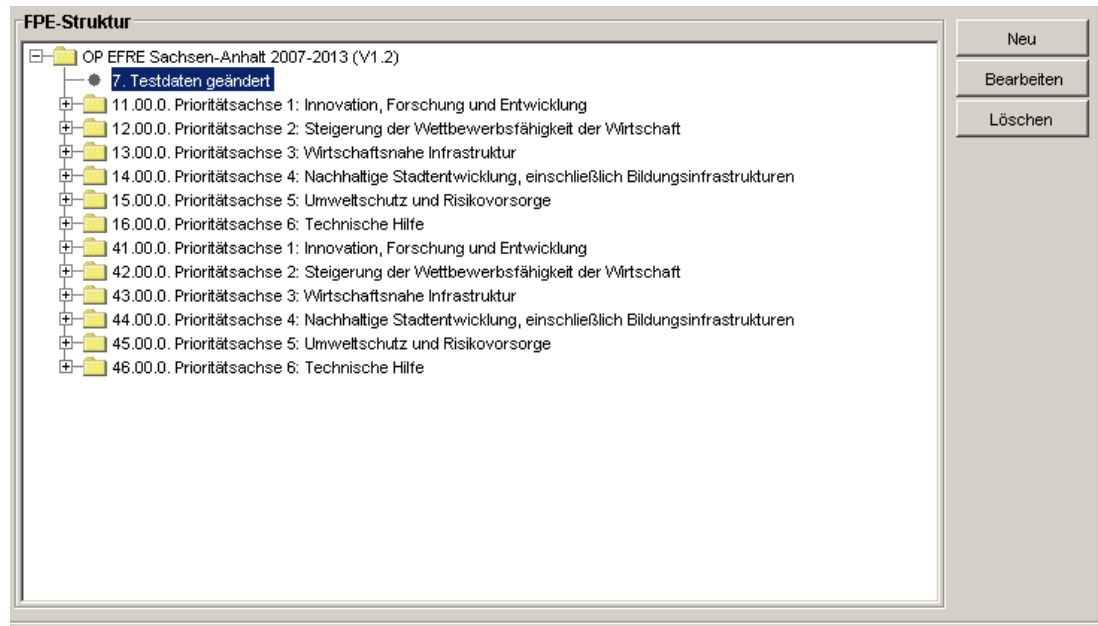 FPE-Struktur
OP EFRE Sachsen-Anhalt 2007-2013 (V1.2)
7. Testdaten geändert
11.00.0. Prioritätsachse 1: Innovation, Forschung und Entwicklung
12.00.0. Prioritätsachse 2: Steigerung der Wettbewerbsfähigkeit der Wirtschaft
13.00.0. Prioritätsachse 3: Wirtschaftsnahe Infrastruktur
14.00.0. Prioritätsachse 4: Nachhaltige Stadtentwicklung, einschließlich Bildungsinfrastrukturen
15.00.0. Prioritätsachse 5: Umweltschutz und Risikovorsorge
16.00.0. Prioritätsachse 6: Technische Hilfe
41.00.0. Prioritätsachse 1: Innovation, Forschung und Entwicklung
42.00.0. Prioritätsachse 2: Steigerung der Wettbewerbsfähigkeit der Wirtschaft
43.00.0. Prioritätsachse 3: Wirtschaftsnahe Infrastruktur
44.00.0. Prioritätsachse 4: Nachhaltige Stadtentwicklung, einschließlich Bildungsinfrastrukturen
45.00.0. Prioritätsachse 5: Umweltschutz und Risikovorsorge
46.00.0. Prioritätsachse 6: Technische Hilfe
Neu
Bearbeiten
Löschen